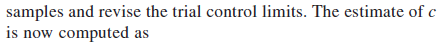 samples and revise the trial control limits. The estimate of c
is now computed as